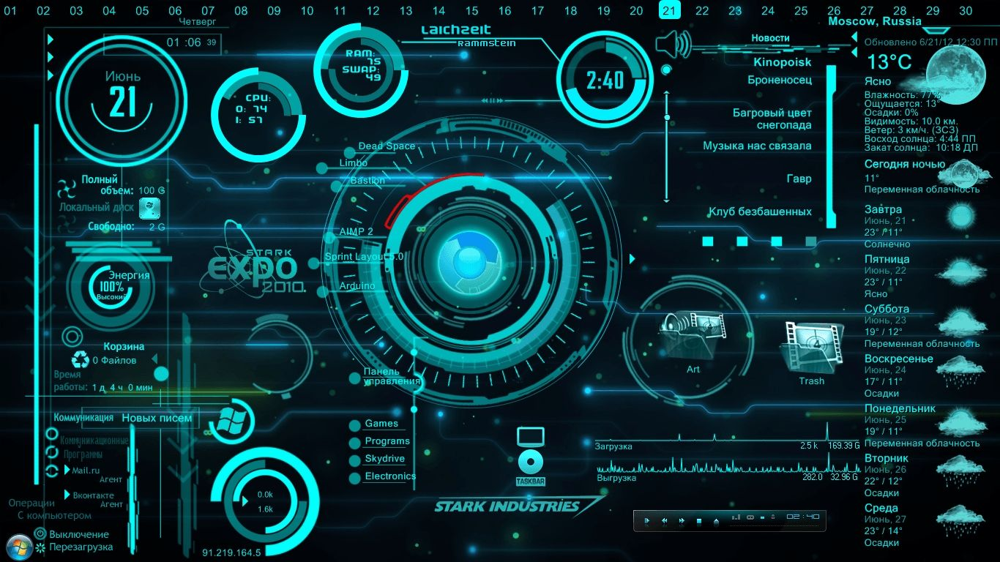 01 02 03 04 05 06 07 08 09 10 11 12 13 14 15 16 17 18 19 20 21 22 23 24 25 26 27 28 29 30
Четверг
01 :06 39
Июнь
21
CPU:
0: 74
1: 57
RAM:
75
SWAP:
49
Laichzeit
Rammstein
2:40
Новости
Kinopoisk
Броненосец
Багровый цвет
снегопада
Музыка нас связала
Гавр
Клуб безбашенных
Moscow, Russia
Обновлено 6/21/12 12:30 ПП
13°C
Ясно
Влажность: 77%
Ощущается: 13°
Осадки: 0%
Видимость: 10.0 км.
Ветер: 3 км/ч. (ЗСЗ)
Восход солнца: 4:44 ПП
Закат солнца: 10:18 ДП
Сегодня ночью
11°
Переменная облачность
Завтра
Июнь, 21
23° / 11°
Солнечно
Пятница
Июнь, 22
23° / 11°
Ясно
Суббота
Июнь, 23
19° / 12°
Переменная облачность
Воскресенье
Июнь, 24
17° / 11°
Осадки
Понедельник
Июнь, 25
19° / 11°
Переменная облачность
Вторник
Июнь, 26
22° / 12°
Осадки
Среда
Июнь, 27
23° / 14°
Осадки
Полный
объем: 100 G
Локальный диск
Свободно: 2 G
Энергия
100%
Высокий
Корзина
0 Файлов
Время
работы: 1 д 4 ч 0 мин
Коммуникация Новых писем
Коммуникационные
Программы
Mail.ru
Агент
Вконтакте
Агент
Операции
С компьютером
Выключение
Перезагрузка
STARK
EXPO
2010.
Dead Space
Limbo
Bastion
AIMP 2
Sprint Layout 5.0
Arduino
Панель
управления
Games
Programs
Skydrive
Electronics
0.0k
1.6k
91.219.164.5
TASKBAR
STARK INDUSTRIES
Art
Trash
Загрузка 2.5 k 169.39 G
Выгрузка 282.0 32.96 G
02:40